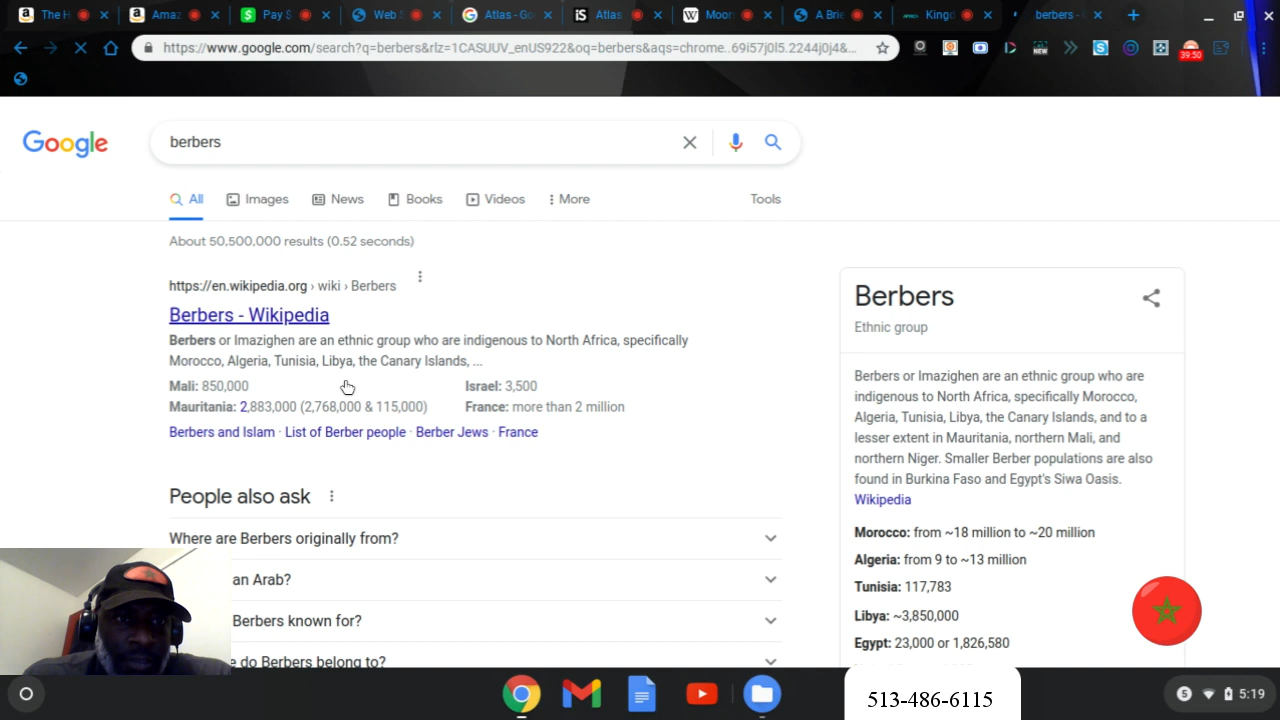 The H
Amaz
Pay $
Web
Atlas - Go
Atlas
Moor
A Brie
Kingd
berbers -
https://www.google.com/search?q=berbers&rlz=1CASUUV_enUS922&oq=berbers&aqs=chrome..69i57j0l5.2244j0j4&...
NEW
39:50
Google
berbers
All
Images
News
Books
Videos
More
Tools
About 50,500,000 results (0.52 seconds)
https://en.wikipedia.org › wiki › Berbers
Berbers - Wikipedia
Berbers or Imazighen are an ethnic group who are indigenous to North Africa, specifically
Morocco, Algeria, Tunisia, Libya, the Canary Islands, ...
Mali: 850,000
Israel: 3,500
Mauritania: 2,883,000 (2,768,000 & 115,000)
France: more than 2 million
Berbers and Islam · List of Berber people · Berber Jews · France
People also ask
Where are Berbers originally from?
an Arab?
Berbers known for?
do Berbers belong to?
Berbers
Ethnic group
Berbers or Imazighen are an ethnic group who are
indigenous to North Africa, specifically Morocco,
Algeria, Tunisia, Libya, the Canary Islands, and to a
lesser extent in Mauritania, northern Mali, and
northern Niger. Smaller Berber populations are also
found in Burkina Faso and Egypt's Siwa Oasis.
Wikipedia
Morocco: from ~18 million to ~20 million
Algeria: from 9 to ~13 million
Tunisia: 117,783
Libya: ~3,850,000
Egypt: 23,000 or 1,826,580
513-486-6115
5:19